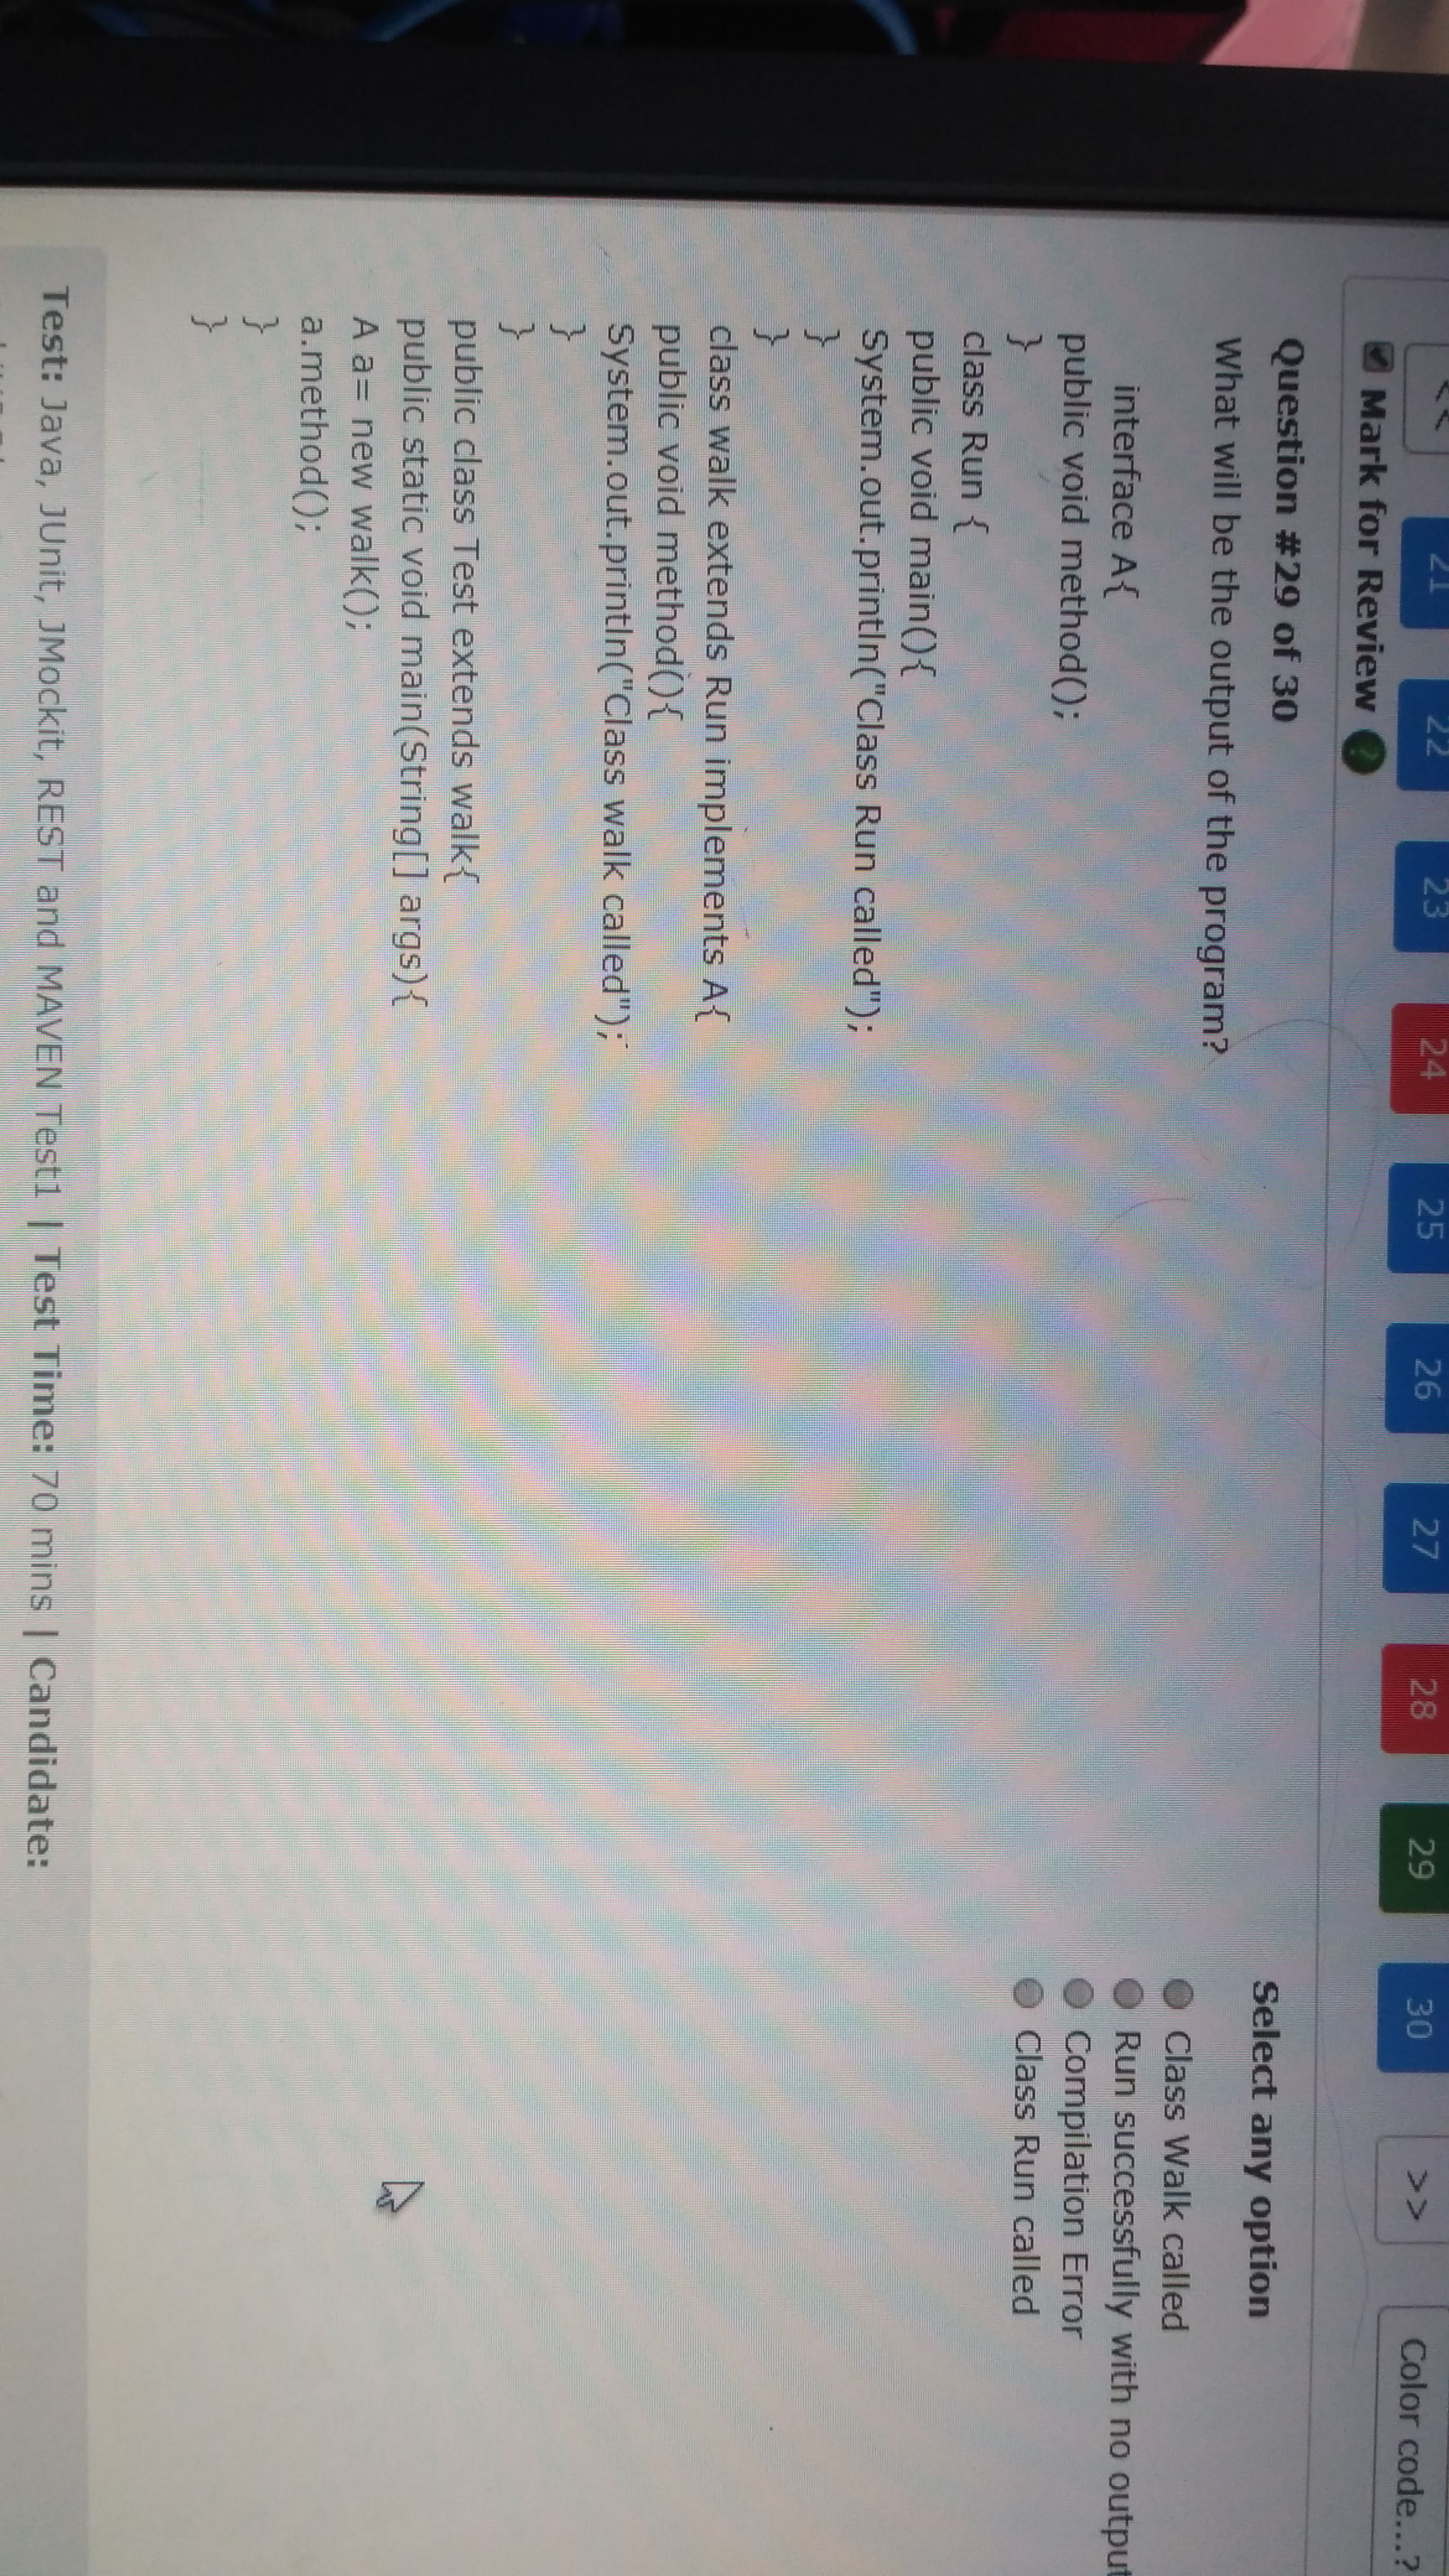 <<
21
22
23
24
25
26
27
28
29
30
>>
Color code...?
Mark for Review ?
Question #29 of 30
What will be the output of the program?
interface A{
public void method();
}
class Run {
public void main(){
System.out.println("Class Run called");
}
}
class walk extends Run implements A{
public void method(){
System.out.println("Class walk called");
}
}
public class Test extends walk{
public static void main(String[] args){
A a= new walk();
a.method();
}
}
Select any option
Class Walk called
Run successfully with no output
Compilation Error
Class Run called
Test: Java, JUnit, JMockit, REST and MAVEN Test1 | Test Time: 70 mins | Candidate: